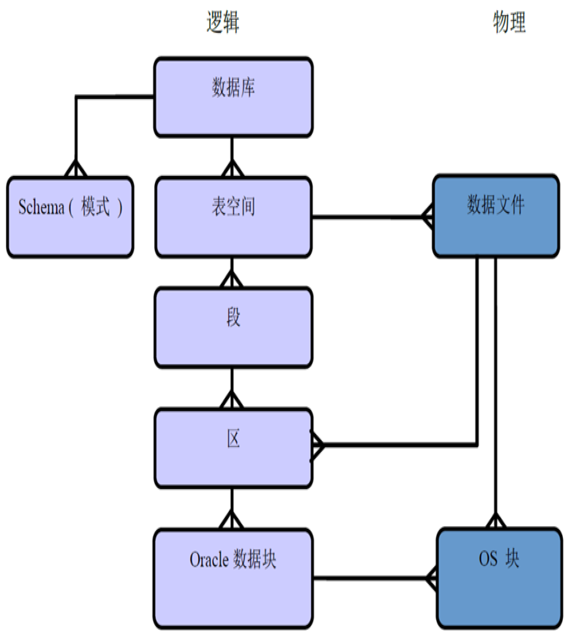 逻辑
物理
数据库
Schema ( 模式 )
表空间
数据文件
段
区
Oracle 数据块
OS 块